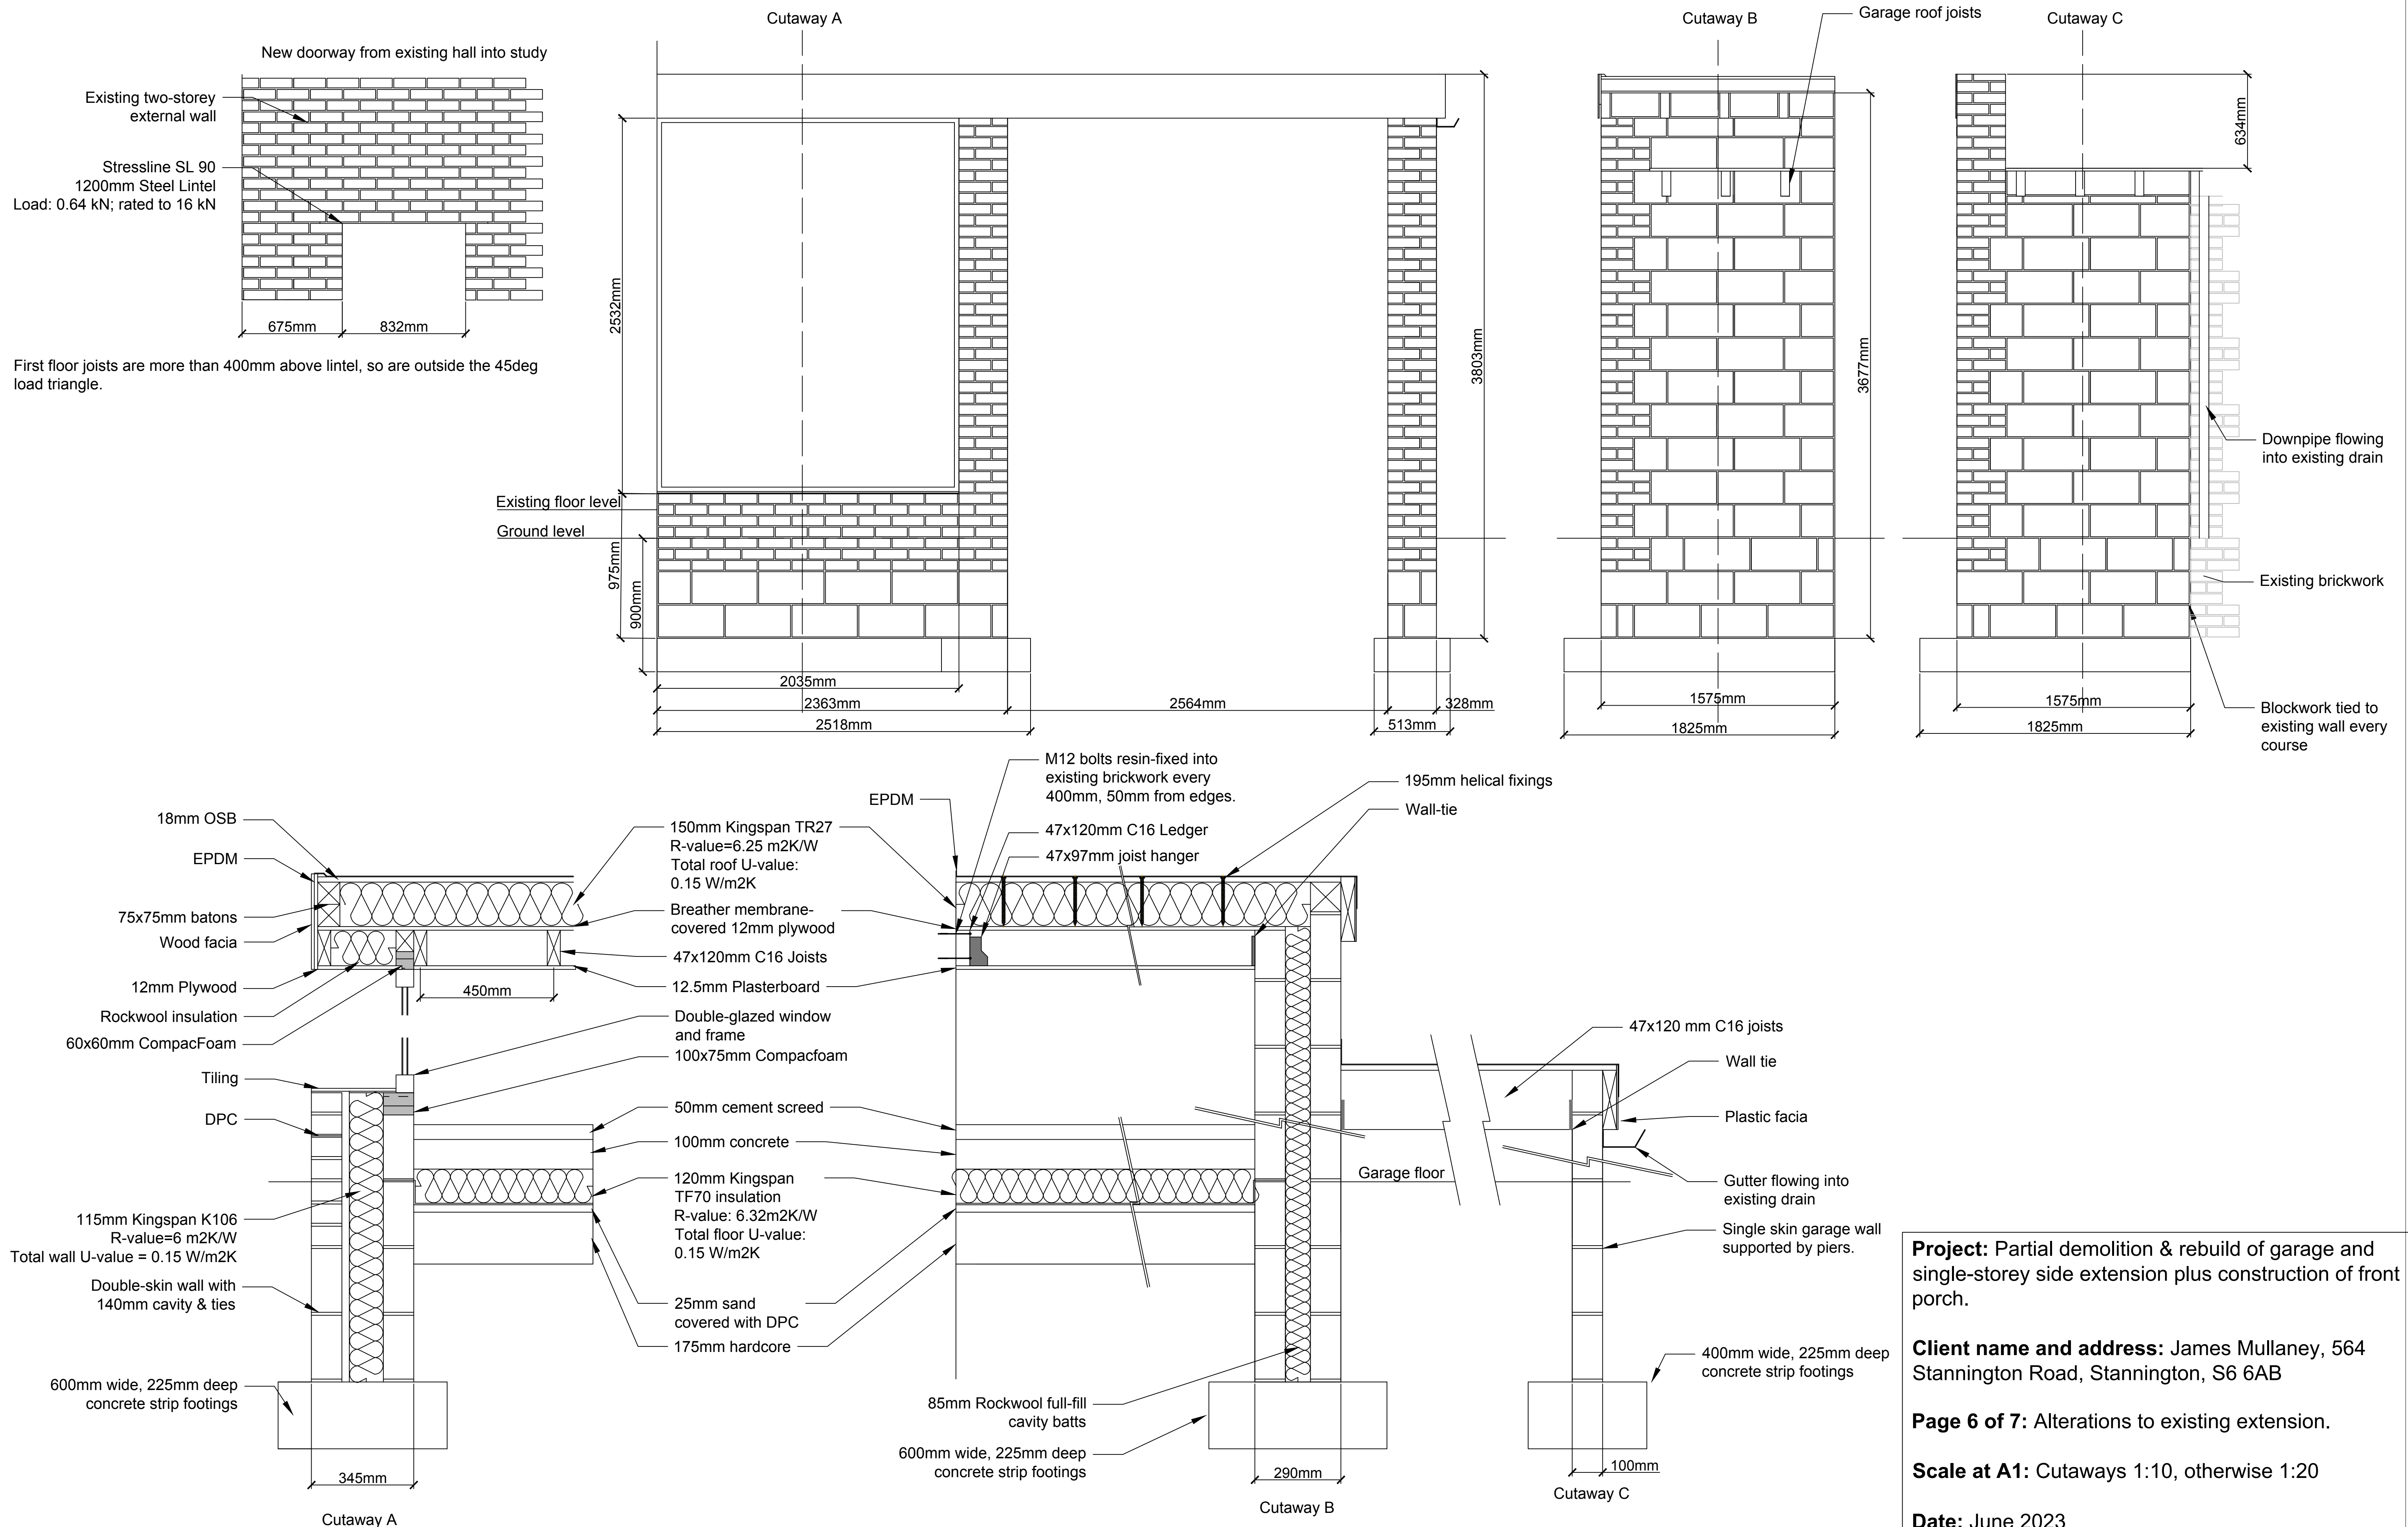 Cutaway A
Cutaway B
Garage roof joists
Cutaway C
New doorway from existing hall into study
Existing two-storey
external wall
Stressline SL 90
1200mm Steel Lintel
Load: 0.64 kN; rated to 16 kN
675mm
832mm
First floor joists are more than 400mm above lintel, so are outside the 45deg
load triangle.
2532mm
Existing floor level
Ground level
975mm
900mm
3803mm
2035mm
2363mm
2564mm
328mm
2518mm
513mm
3677mm
1575mm
1825mm
634mm
Downpipe flowing
into existing drain
Existing brickwork
1575mm
1825mm
Blockwork tied to
existing wall every
course
18mm OSB
EPDM
75x75mm batons
Wood facia
12mm Plywood
Rockwool insulation
60x60mm CompacFoam
Tiling
DPC
115mm Kingspan K106
R-value=6 m2K/W
Total wall U-value = 0.15 W/m2K
Double-skin wall with
140mm cavity & ties
600mm wide, 225mm deep
concrete strip footings
450mm
345mm
Cutaway A
150mm Kingspan TR27
R-value=6.25 m2K/W
Total roof U-value:
0.15 W/m2K
Breather membrane-
covered 12mm plywood
47x120mm C16 Joists
12.5mm Plasterboard
Double-glazed window
and frame
100x75mm Compacfoam
50mm cement screed
100mm concrete
120mm Kingspan
TF70 insulation
R-value: 6.32m2K/W
Total floor U-value:
0.15 W/m2K
25mm sand
covered with DPC
175mm hardcore
EPDM
M12 bolts resin-fixed into
existing brickwork every
400mm, 50mm from edges.
47x120mm C16 Ledger
47x97mm joist hanger
195mm helical fixings
Wall-tie
85mm Rockwool full-fill
cavity batts
600mm wide, 225mm deep
concrete strip footings
290mm
Cutaway B
47x120 mm C16 joists
Wall tie
Plastic facia
Garage floor
Gutter flowing into
existing drain
Single skin garage wall
supported by piers.
400mm wide, 225mm deep
concrete strip footings
100mm
Cutaway C
Project: Partial demolition & rebuild of garage and
single-storey side extension plus construction of front
porch.
Client name and address: James Mullaney, 564
Stannington Road, Stannington, S6 6AB
Page 6 of 7: Alterations to existing extension.
Scale at A1: Cutaways 1:10, otherwise 1:20
Date: June 2023